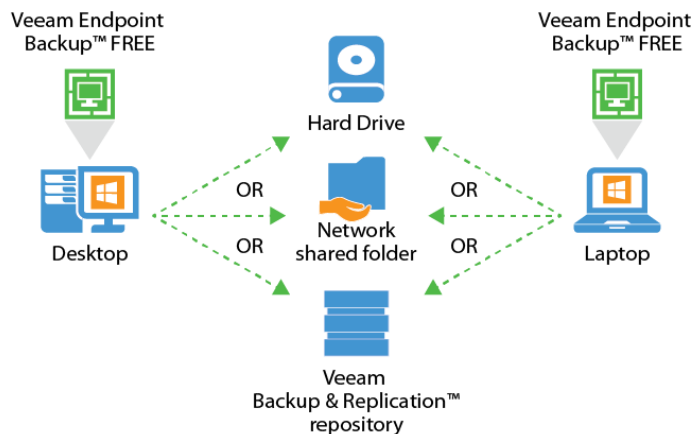 Veeam Endpoint
Backup™ FREE
Veeam Endpoint
Backup™ FREE
Hard Drive
OR
OR
Desktop
Network
shared folder
Laptop
OR
OR
Veeam
Backup & Replication™
repository